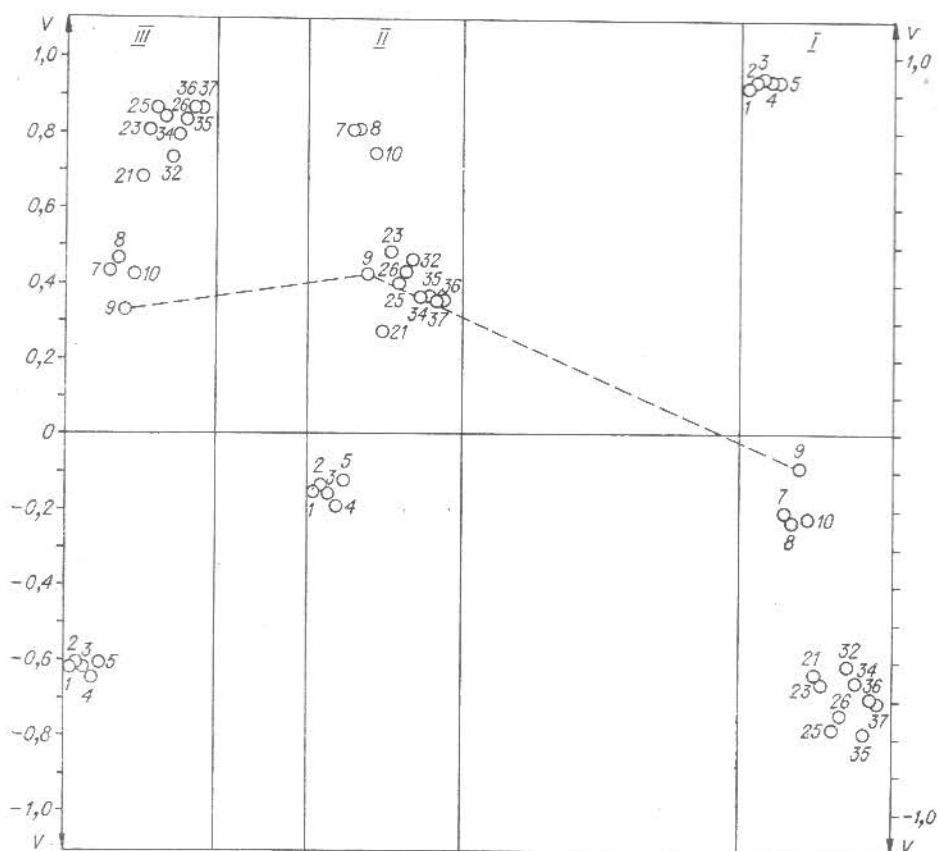 V III II I V
1,0 1,0
36 37 2 3
25 26 5
23 34 35 7 8 1 4
0,8
32 10
21
0,6
8 23
7 10 9 26 32
0,4
25 35 36
9 34 37
21
0,2
0
9
2 3 5 7
1 4 10
-0,2
8
-0,4
2 3 5 32
-0,6
1 4 21 34
23 36
26 37
25 35
-0,8
-1,0 -1,0
V V